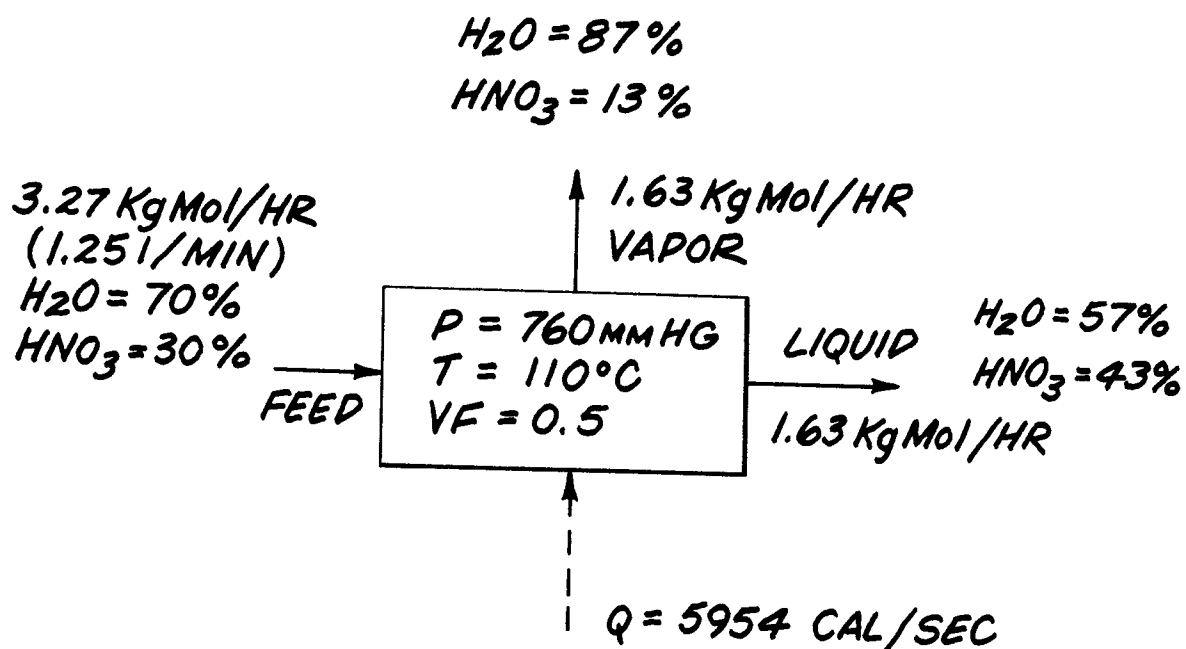 H2O = 87%
HNO3 = 13%
3.27 KgMol/HR
(1.25 l/MIN)
H2O = 70%
HNO3 = 30%
FEED
1.63 KgMol/HR
VAPOR
P = 760 MM HG
T = 110°C
VF = 0.5
LIQUID
1.63 KgMol/HR
H2O = 57%
HNO3 = 43%
Q = 5954 CAL/SEC